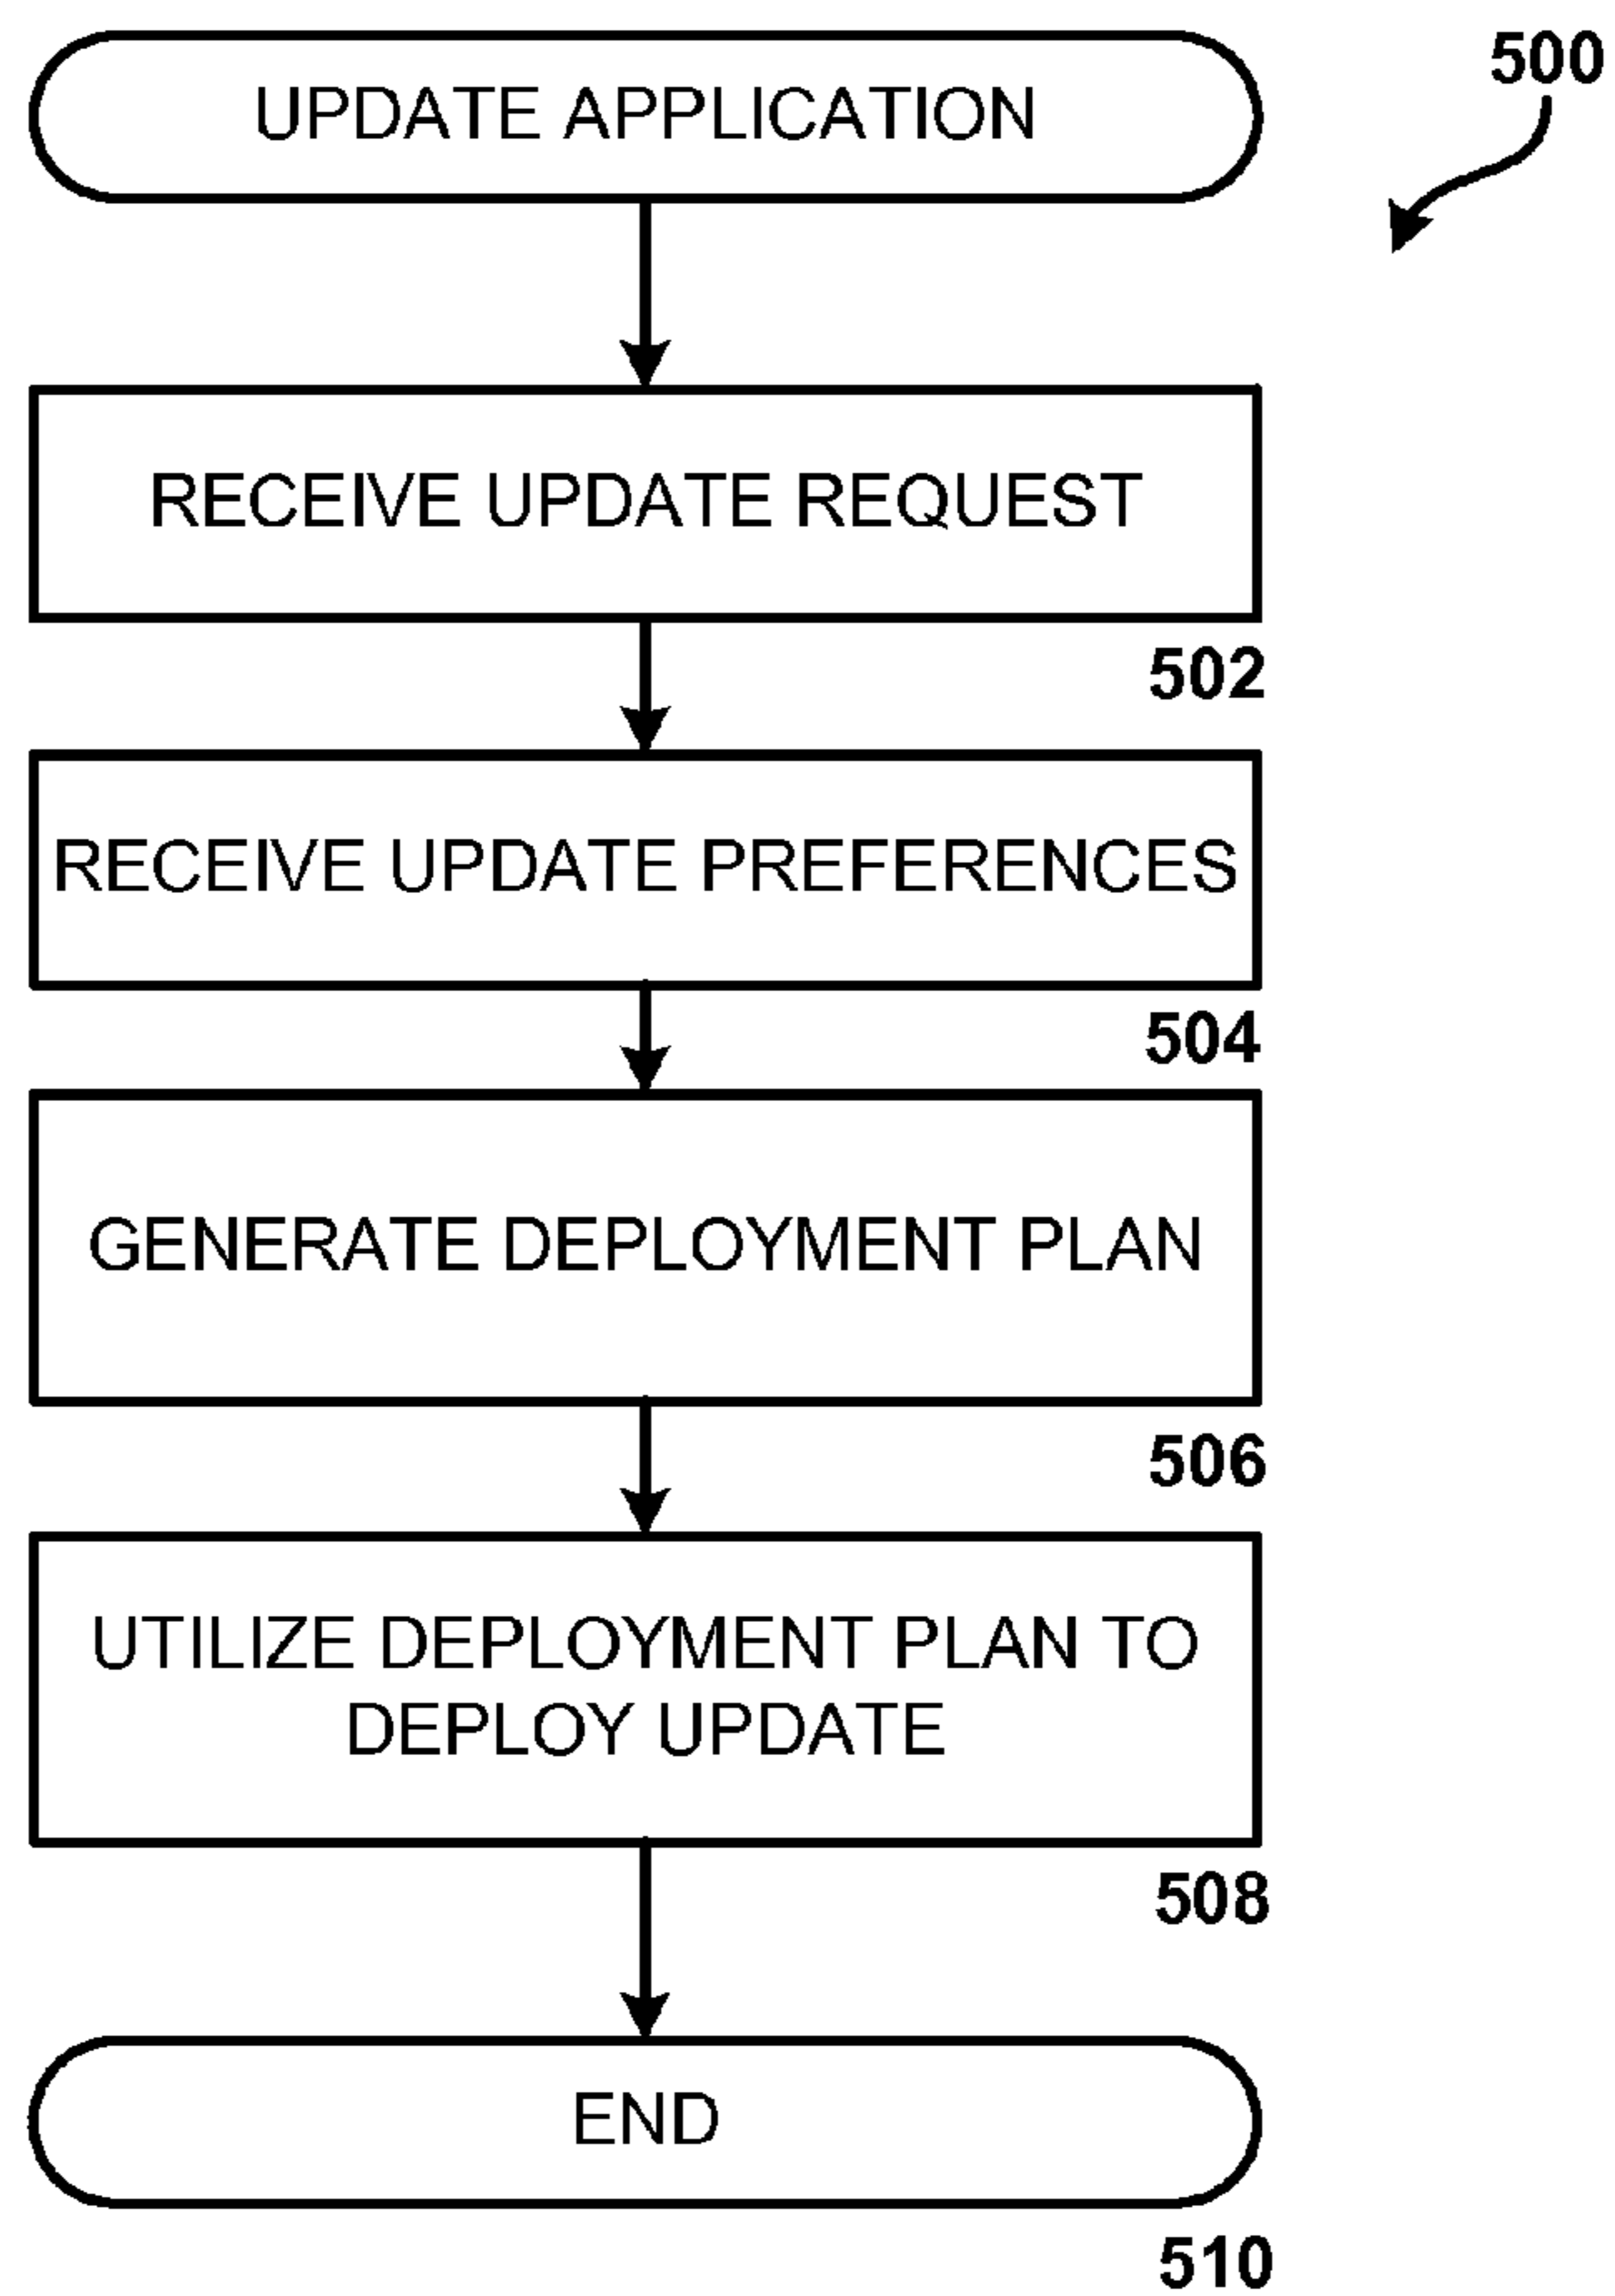 UPDATE APPLICATION
500
RECEIVE UPDATE REQUEST
502
RECEIVE UPDATE PREFERENCES
504
GENERATE DEPLOYMENT PLAN
506
UTILIZE DEPLOYMENT PLAN TO
DEPLOY UPDATE
508
END
510